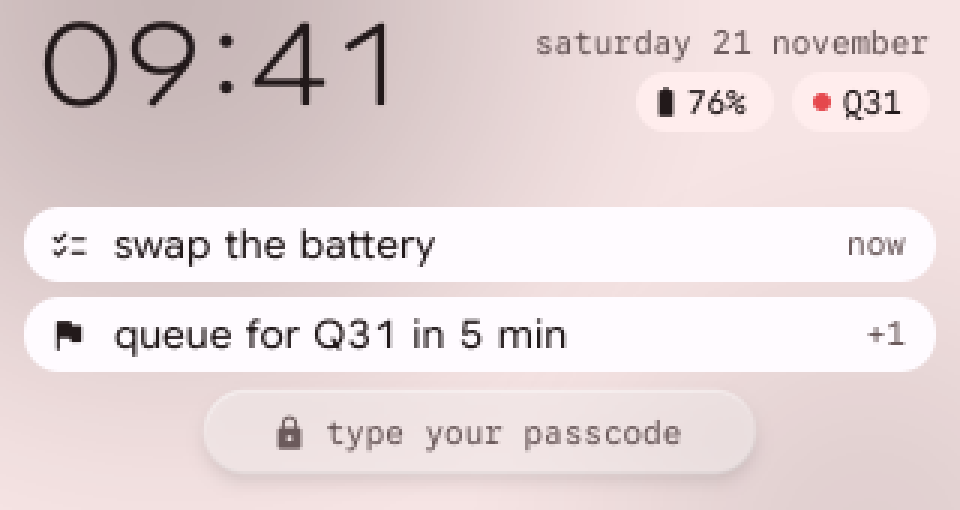 09:41
saturday 21 november
76% Q31
swap the battery now
queue for Q31 in 5 min +1
type your passcode